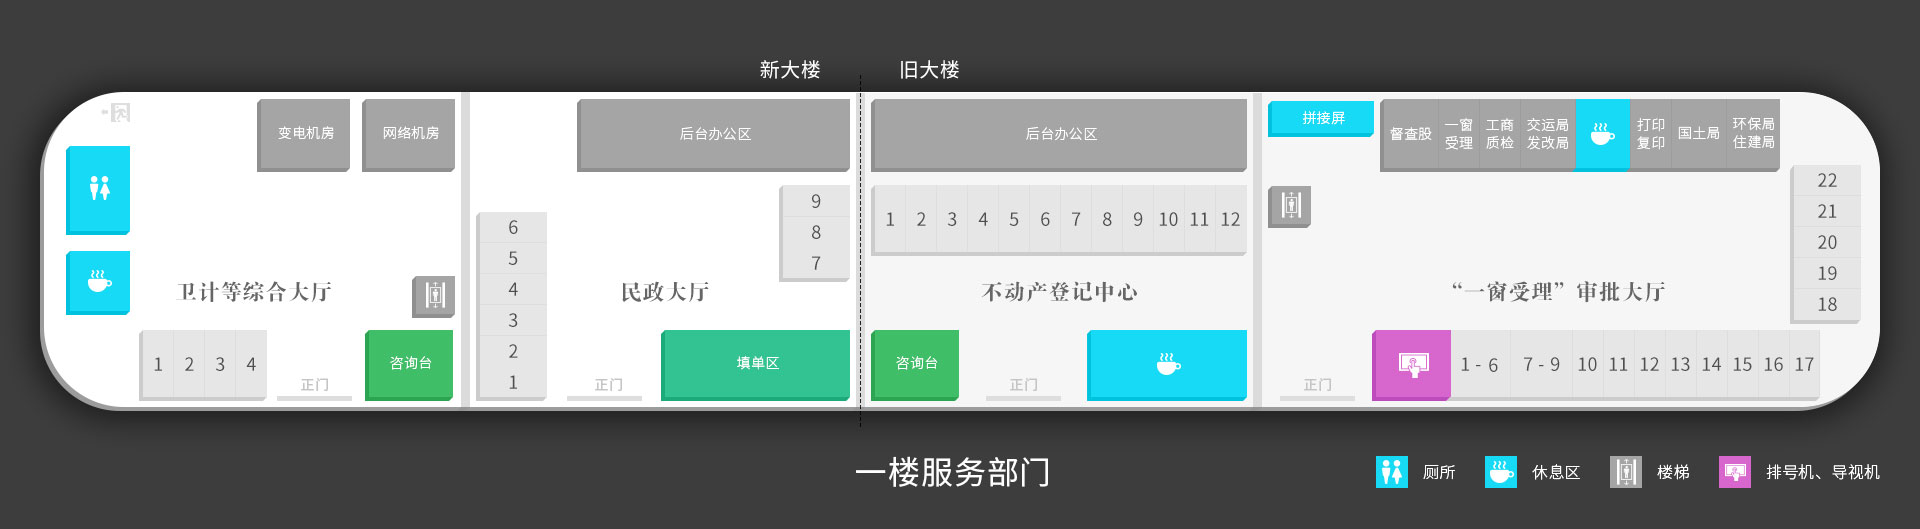 新大楼
旧大楼
变电机房
网络机房
后台办公区
后台办公区
拼接屏
督查股
一窗
受理
工商
质检
交运局
发改局
打印
复印
国土局
环保局
住建局
9
8
7
6
5
4
3
2
1
1 2 3 4 5 6 7 8 9 10 11 12
22
21
20
19
18
卫计等综合大厅
民政大厅
不动产登记中心
“一窗受理”审批大厅
1 2 3 4
正门
咨询台
正门
填单区
咨询台
正门
正门
1 - 6 7 - 9 10 11 12 13 14 15 16 17
一楼服务部门
厕所
休息区
楼梯
排号机、导视机